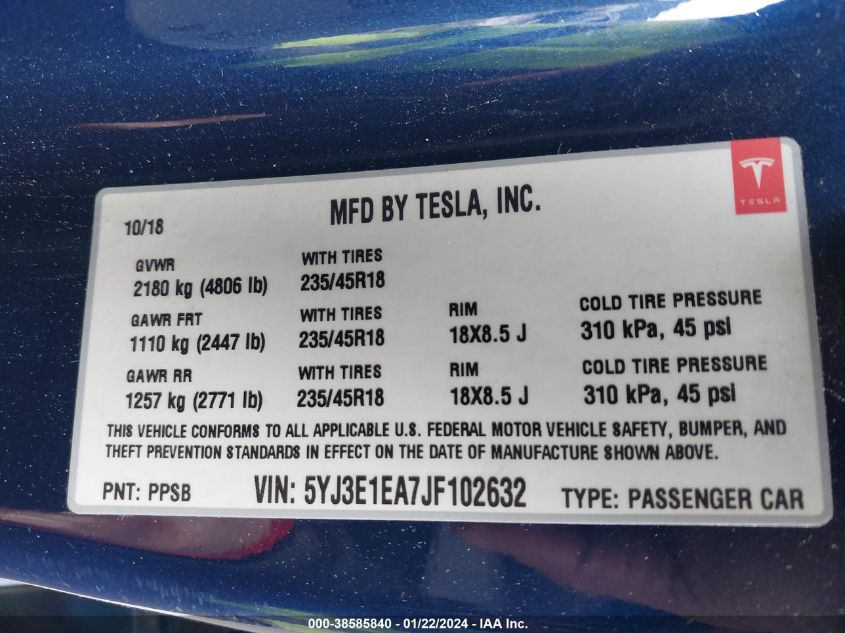 MFD BY TESLA, INC.
TESLA
10/18
GVWR WITH TIRES
2180 kg (4806 lb) 235/45R18
GAWR FRT WITH TIRES RIM COLD TIRE PRESSURE
1110 kg (2447 lb) 235/45R18 18X8.5 J 310 kPa, 45 psi
GAWR RR WITH TIRES RIM COLD TIRE PRESSURE
1257 kg (2771 lb) 235/45R18 18X8.5 J 310 kPa, 45 psi
THIS VEHICLE CONFORMS TO ALL APPLICABLE U.S. FEDERAL MOTOR VEHICLE SAFETY, BUMPER, AND
THEFT PREVENTION STANDARDS IN EFFECT ON THE DATE OF MANUFACTURE SHOWN ABOVE.
PNT: PPSB VIN: 5YJ3E1EA7JF102632 TYPE: PASSENGER CAR
000-38585840 - 01/22/2024 - IAA Inc.